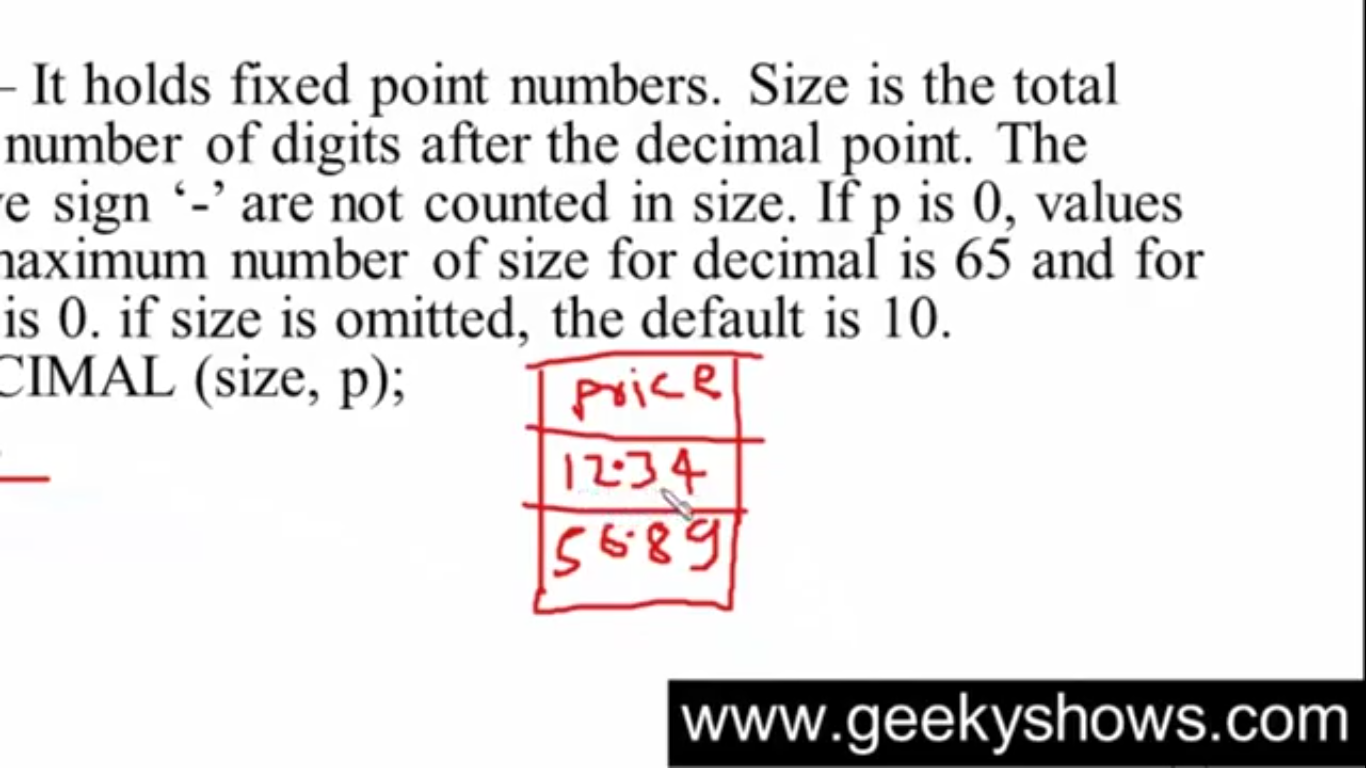 – It holds fixed point numbers. Size is the total
number of digits after the decimal point. The
e sign ‘-’ are not counted in size. If p is 0, values
naximum number of size for decimal is 65 and for
is 0. if size is omitted, the default is 10.
CIMAL (size, p);
price
12.34
56.89
www.geekyshows.com